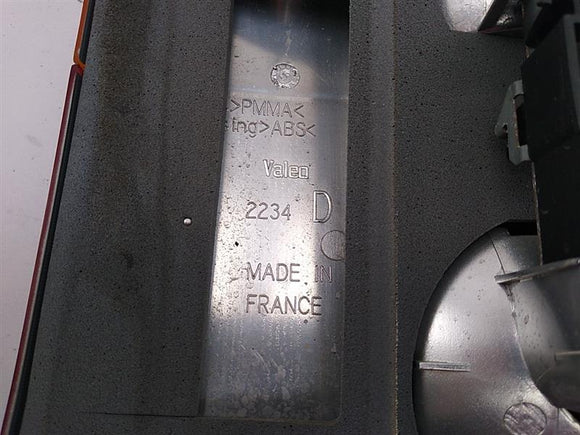 >PMMA<
ing>ABS<
Valeo
2234 D
MADE IN
FRANCE